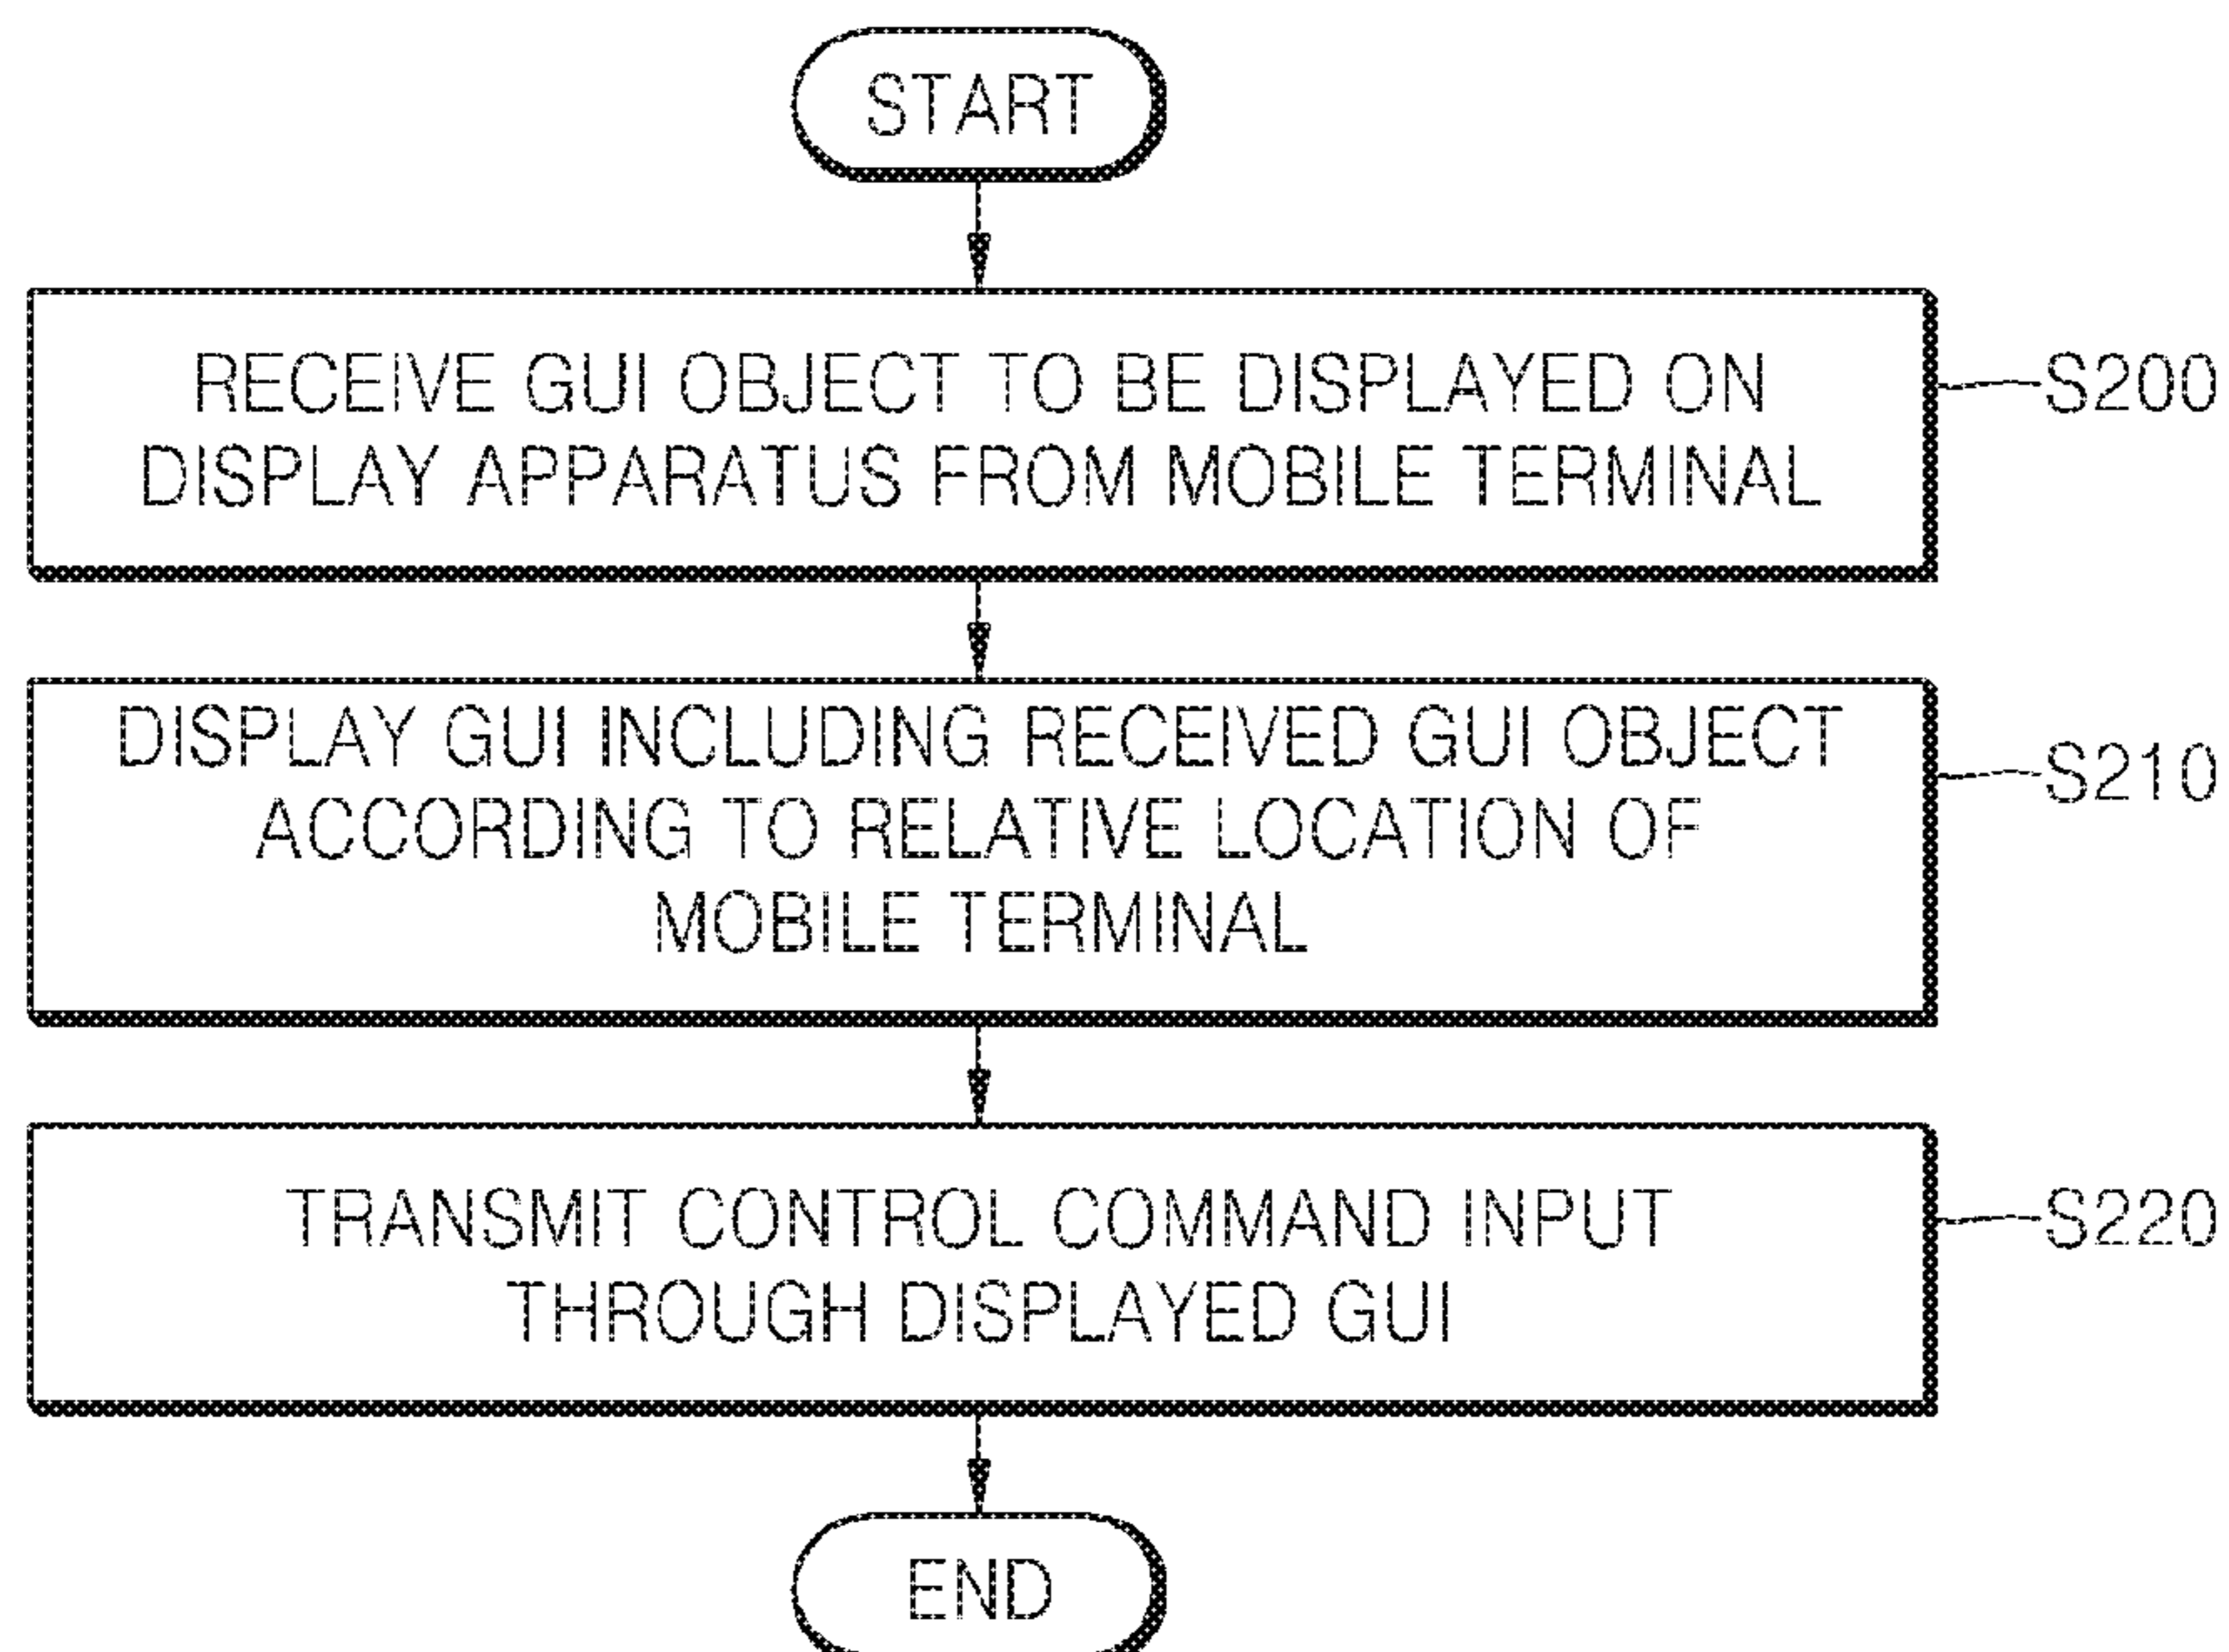 START
RECEIVE GUI OBJECT TO BE DISPLAYED ON
DISPLAY APPARATUS FROM MOBILE TERMINAL
S200
DISPLAY GUI INCLUDING RECEIVED GUI OBJECT
ACCORDING TO RELATIVE LOCATION OF
MOBILE TERMINAL
S210
TRANSMIT CONTROL COMMAND INPUT
THROUGH DISPLAYED GUI
S220
END